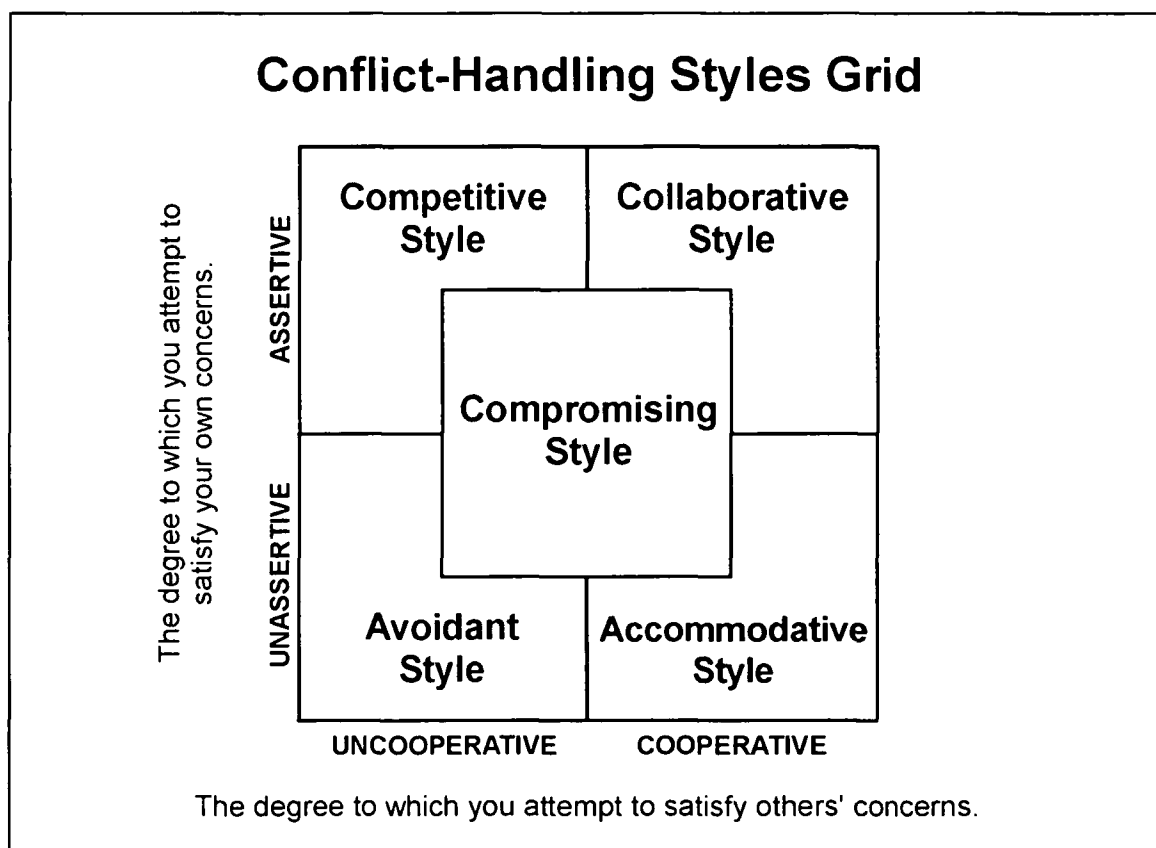 Conflict-Handling Styles Grid
The degree to which you attempt to
satisfy your own concerns.
ASSERTIVE
UNASSERTIVE
Competitive
Style
Collaborative
Style
Compromising
Style
Avoidant
Style
Accommodative
Style
UNCOOPERATIVE
COOPERATIVE
The degree to which you attempt to satisfy others' concerns.